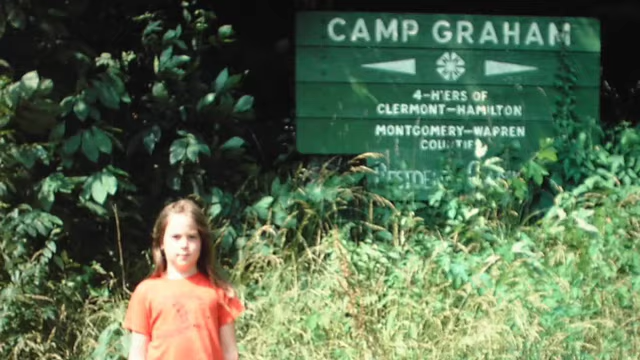 CAMP GRAHAM
4-H'ERS OF
CLERMONT-HAMILTON
MONTGOMERY-WARREN
COUNTIES